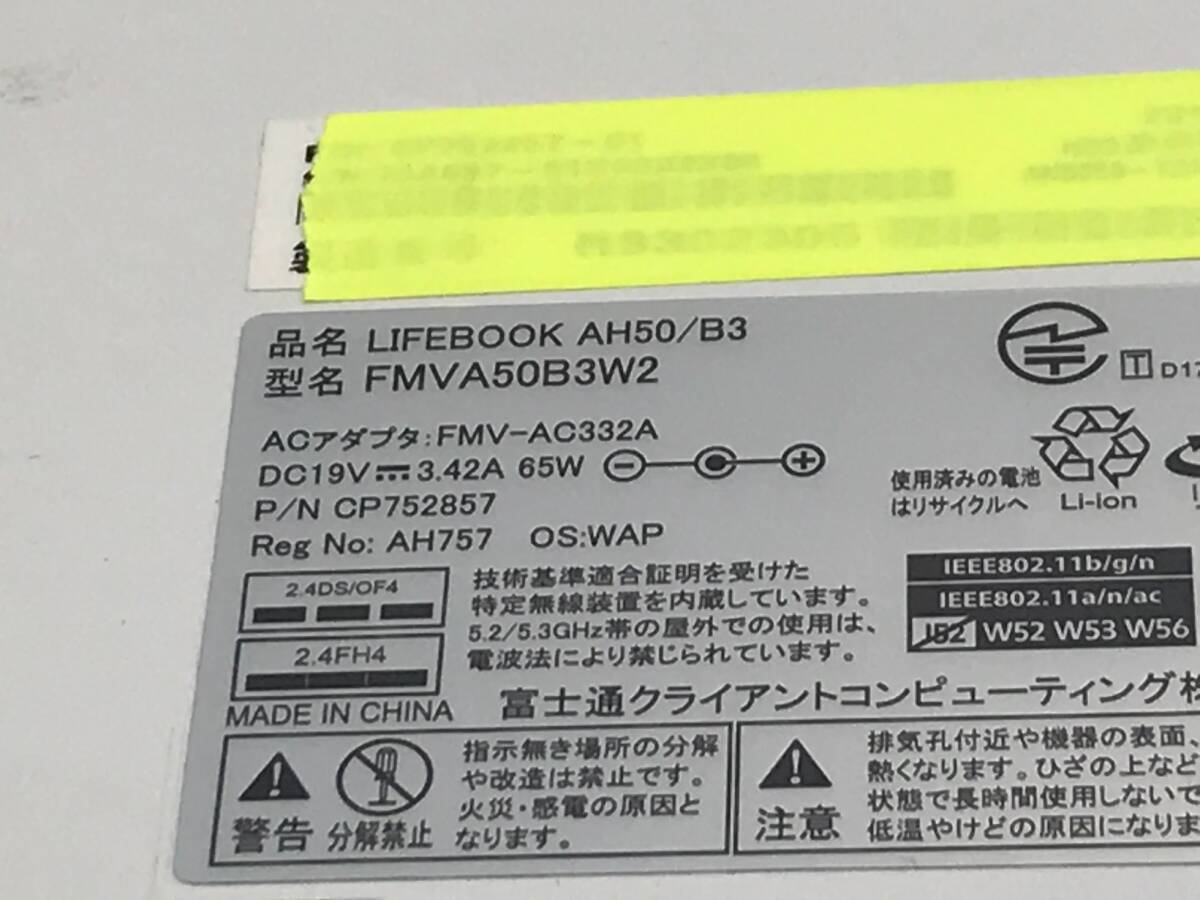 品名 LIFEBOOK AH50/B3
型名 FMVA50B3W2
ACアダプタ:FMV-AC332A
DC19V 3.42A 65W
P/N CP752857
Reg No: AH757 OS:WAP
T D17
使用済みの電池
はリサイクルへ
Li-ion
2.4DS/OF4
2.4FH4
MADE IN CHINA
技術基準適合証明を受けた
特定無線装置を内蔵しています。
5.2/5.3GHz帯の屋外での使用は、
電波法により禁じられています。
IEEE802.11b/g/n
IEEE802.11a/n/ac
J52 W52 W53 W56
富士通クライアントコンピューティング株
警告
分解禁止
指示無き場所の分解
や改造は禁止です。
火災・感電の原因と
なります。
注意
排気孔付近や機器の表面、
熱くなります。ひざの上など
状態で長時間使用しないで
低温やけどの原因になりま